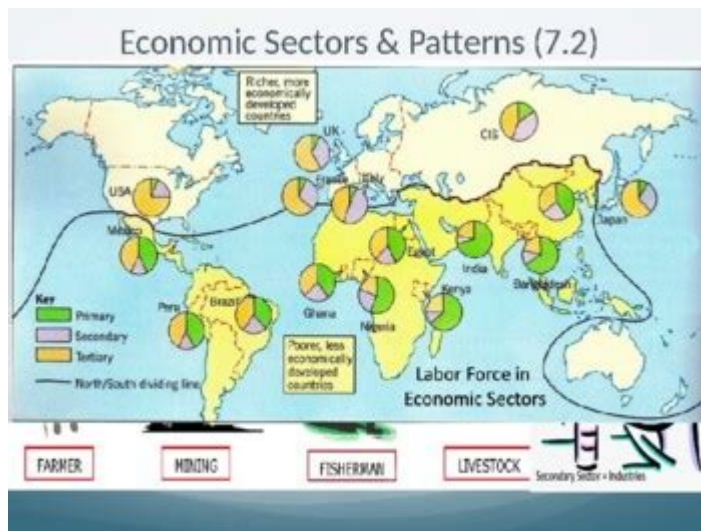 Economic Sectors & Patterns (7.2)
Richer, more
economically
developed
countries
UK
CIS
France
Italy
USA
Japan
Mexico
Egypt
India
Bangladesh
Kenya
Ghana
Nigeria
Peru
Brazil
Key
Primary
Secondary
Tertiary
North/South dividing line
Poorer, less
economically
developed
countries
Labor Force in
Economic Sectors
FARMER
MINING
FISHERMAN
LIVESTOCK
Secondary Sector = Industries